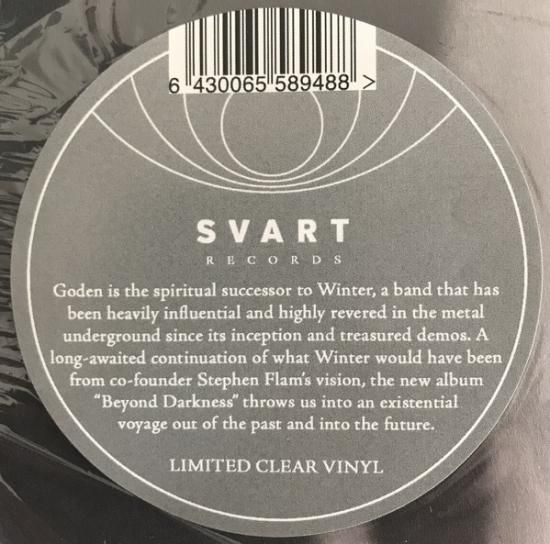 6 430065 589488 >
SVART
RECORDS
Goden is the spiritual successor to Winter, a band that has
been heavily influential and highly revered in the metal
underground since its inception and treasured demos. A
long-awaited continuation of what Winter would have been
from co-founder Stephen Flam's vision, the new album
"Beyond Darkness" throws us into an existential
voyage out of the past and into the future.
LIMITED CLEAR VINYL